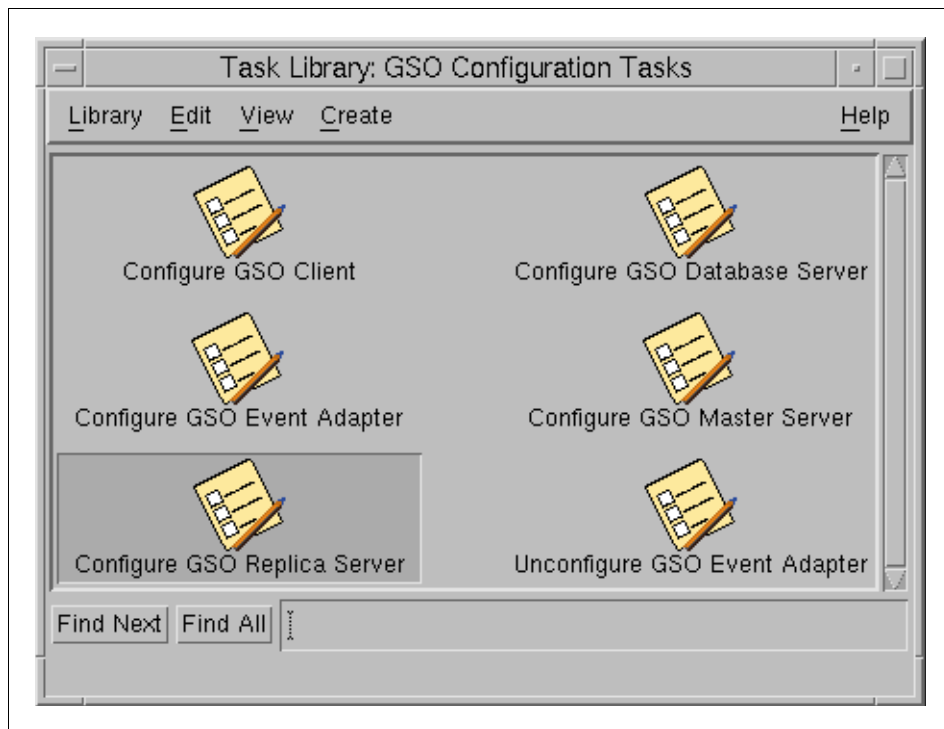 Task Library: GSO Configuration Tasks
Library Edit View Create Help
Configure GSO Client
Configure GSO Database Server
Configure GSO Event Adapter
Configure GSO Master Server
Configure GSO Replica Server
Unconfigure GSO Event Adapter
Find Next Find All